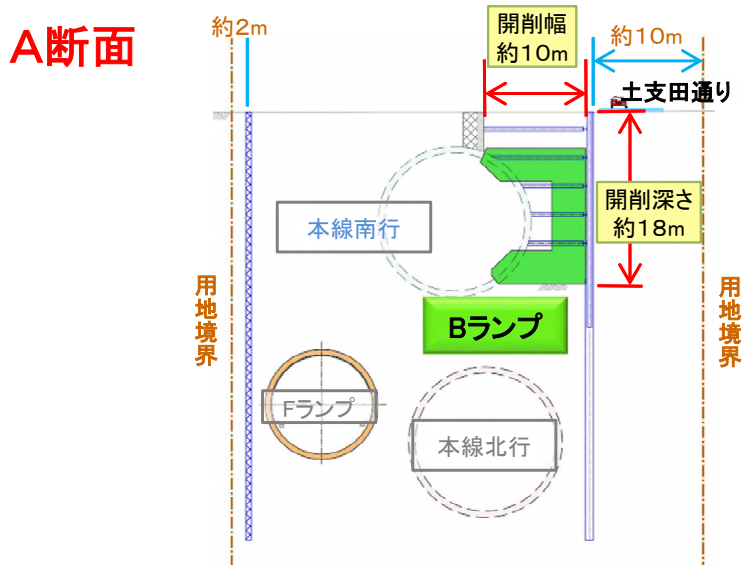 A断面
約2m
開削幅
約10m
約10m
土支田通り
開削深さ
約18m
本線南行
Bランプ
用地境界
用地境界
Fランプ
本線北行